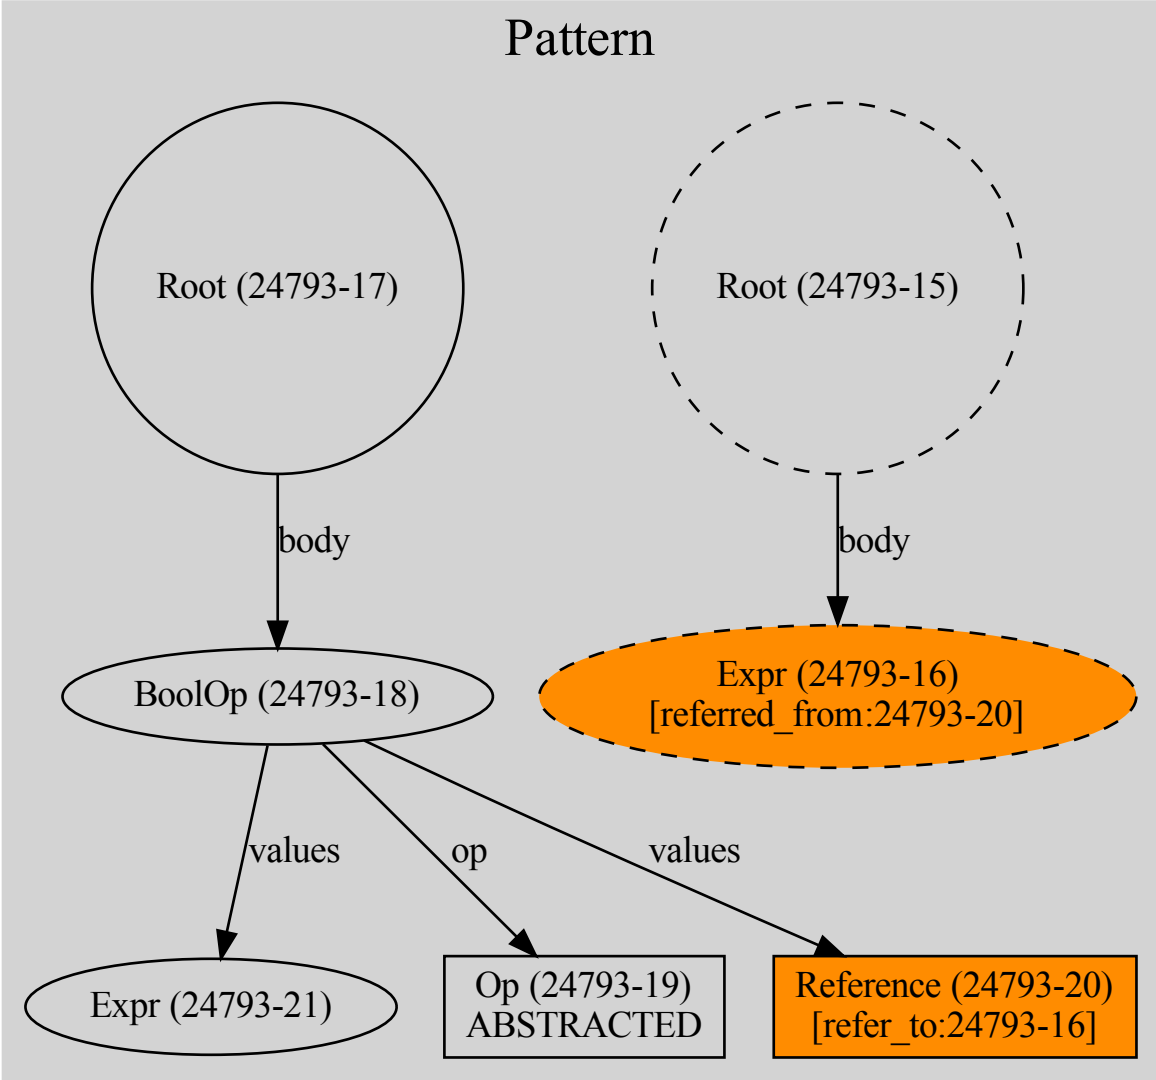 Pattern
Root (24793-17)
Root (24793-15)
body
body
BoolOp (24793-18)
Expr (24793-16)
[referred_from:24793-20]
values
op
values
Expr (24793-21)
Op (24793-19)
ABSTRACTED
Reference (24793-20)
[refer_to:24793-16]